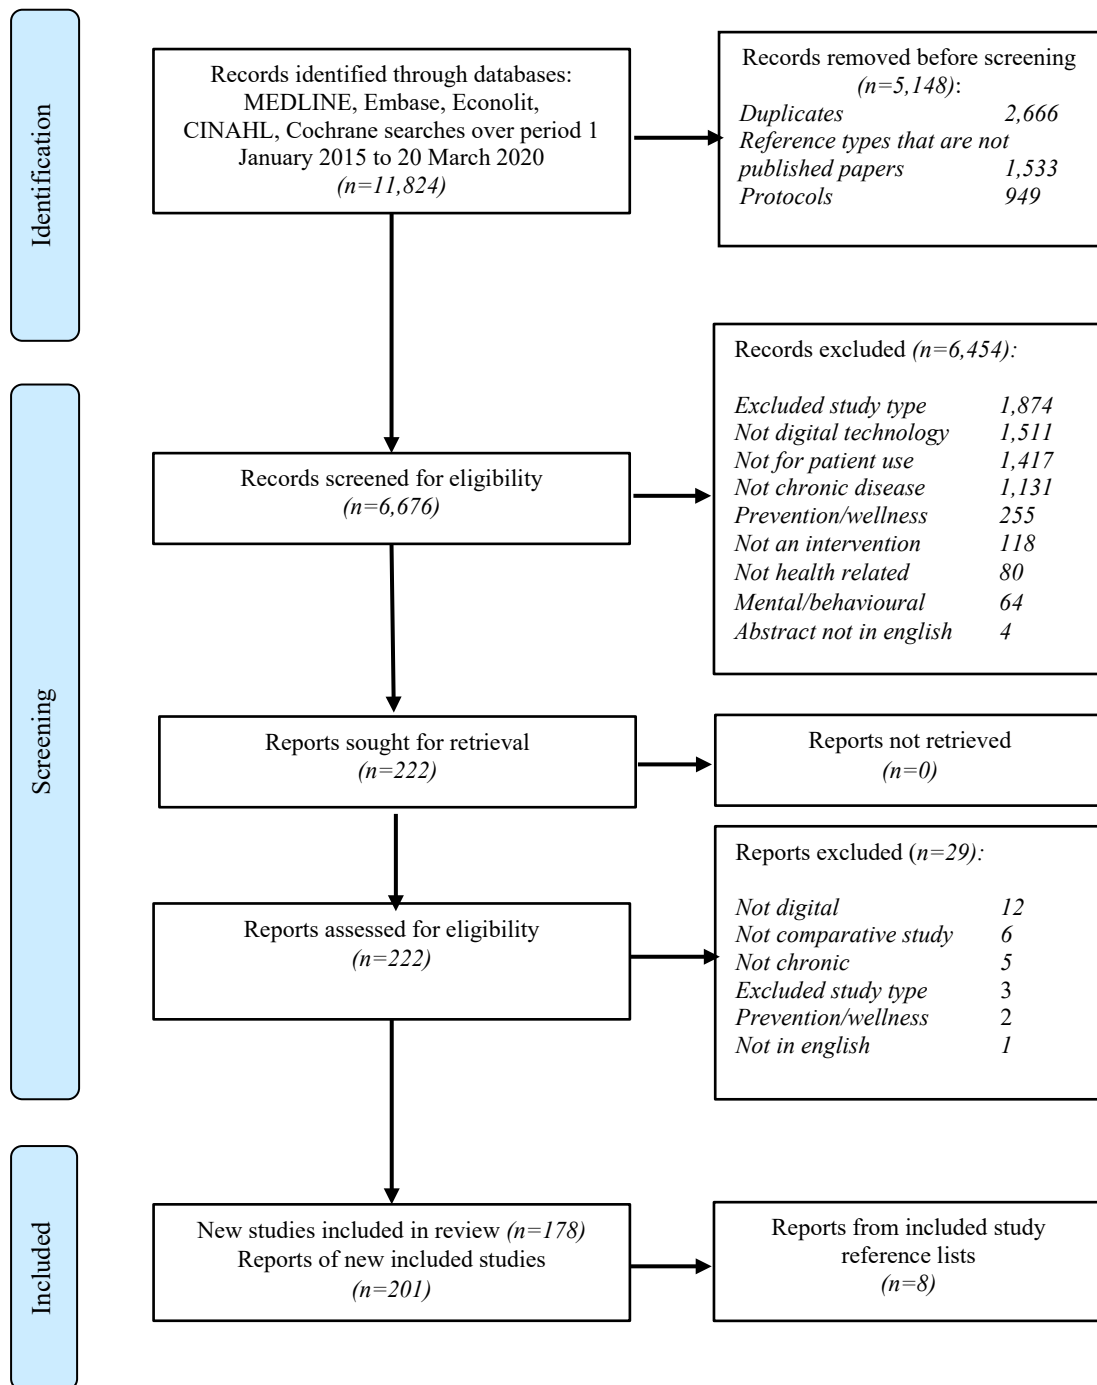 Identification
Records identified through databases:
MEDLINE, Embase, Econolit,
CINAHL, Cochrane searches over period 1
January 2015 to 20 March 2020
(n=11,824)
Records removed before screening
(n=5,148):
Duplicates 2,666
Reference types that are not
published papers 1,533
Protocols 949
Screening
Records screened for eligibility
(n=6,676)
Records excluded (n=6,454):
Excluded study type 1,874
Not digital technology 1,511
Not for patient use 1,417
Not chronic disease 1,131
Prevention/wellness 255
Not an intervention 118
Not health related 80
Mental/behavioural 64
Abstract not in english 4
Reports sought for retrieval
(n=222)
Reports not retrieved
(n=0)
Reports assessed for eligibility
(n=222)
Reports excluded (n=29):
Not digital 12
Not comparative study 6
Not chronic 5
Excluded study type 3
Prevention/wellness 2
Not in english 1
Included
New studies included in review (n=178)
Reports of new included studies
(n=201)
Reports from included study
reference lists
(n=8)